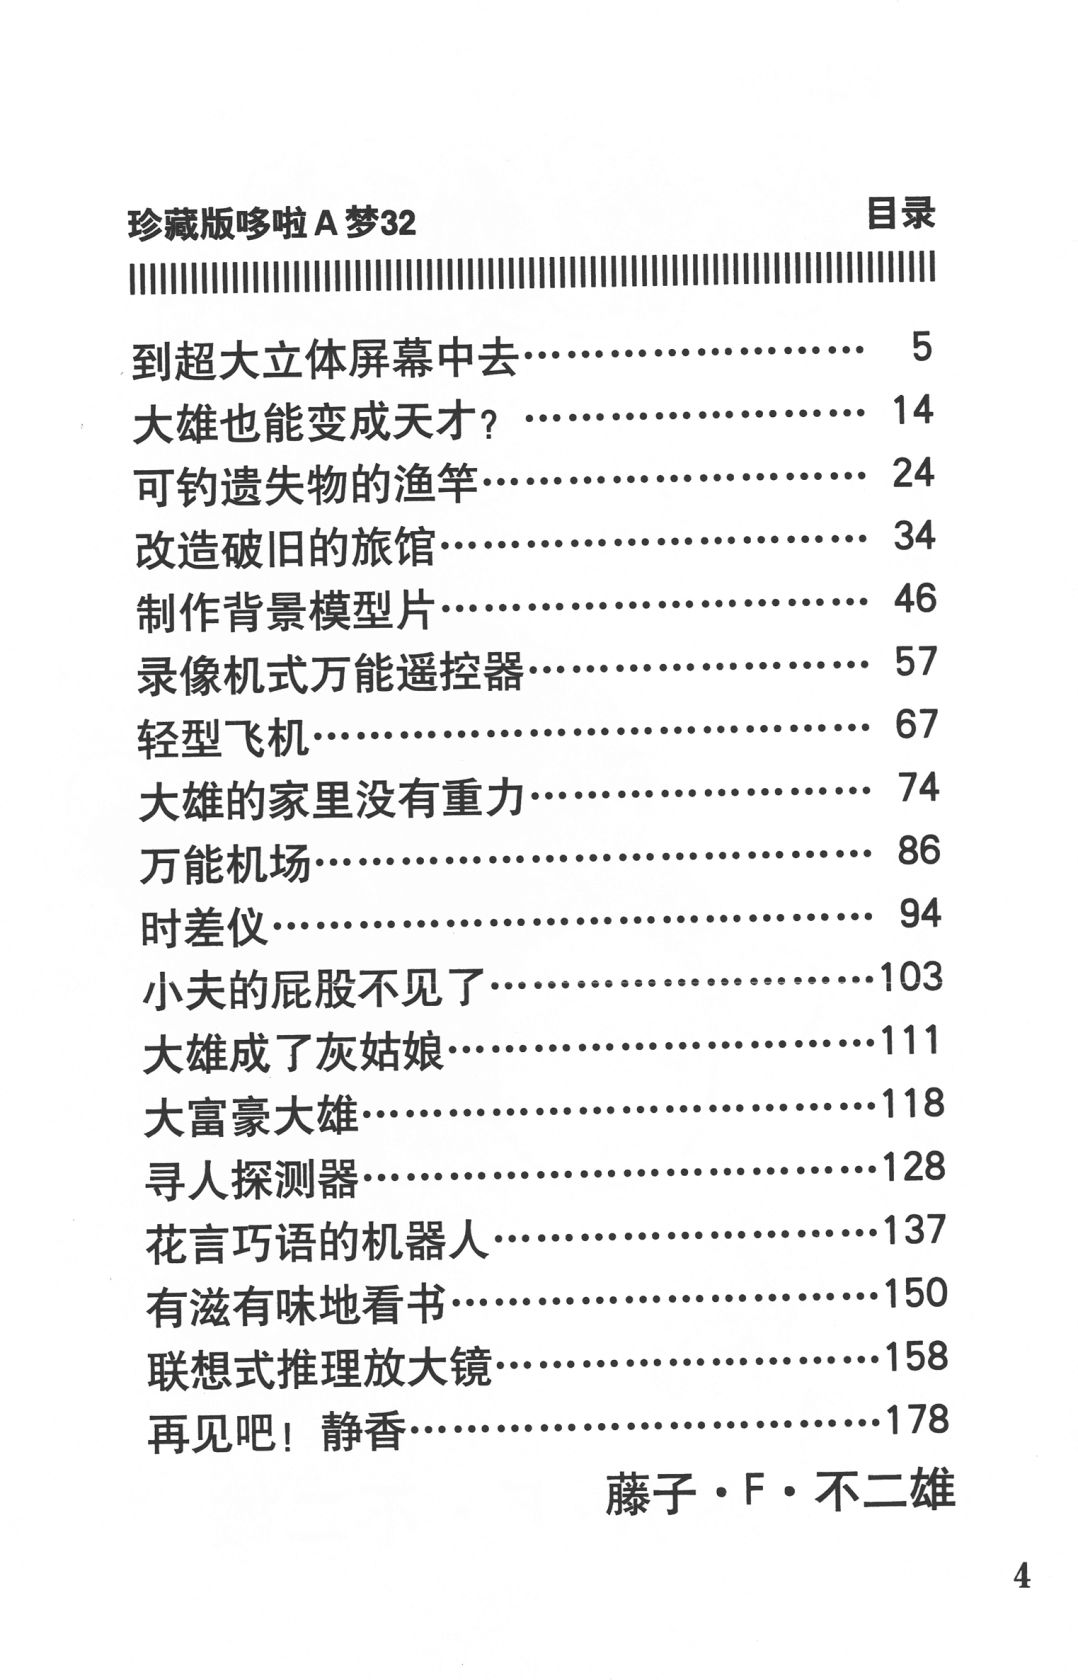 珍藏版哆啦A梦32 目录
到超大立体屏幕中去…………………… 5
大雄也能变成天才？…………………… 14
可钓遗失物的渔竿……………………… 24
改造破旧的旅馆………………………… 34
制作背景模型片………………………… 46
录像机式万能遥控器…………………… 57
轻型飞机………………………………… 67
大雄的家里没有重力…………………… 74
万能机场………………………………… 86
时差仪…………………………………… 94
小夫的屁股不见了………………………103
大雄成了灰姑娘…………………………111
大富豪大雄………………………………118
寻人探测器………………………………128
花言巧语的机器人………………………137
有滋有味地看书…………………………150
联想式推理放大镜………………………158
再见吧！静香……………………………178
藤子·F·不二雄
4